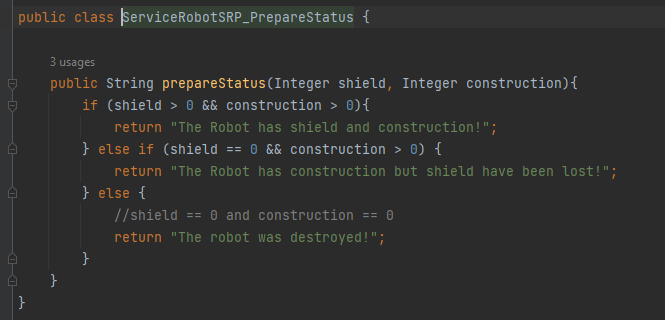 public class ServiceRobotSRP_PrepareStatus {
3 usages
public String prepareStatus(Integer shield, Integer construction){
if (shield > 0 && construction > 0){
return "The Robot has shield and construction!";
} else if (shield == 0 && construction > 0) {
return "The Robot has construction but shield have been lost!";
} else {
//shield == 0 and construction == 0
return "The robot was destroyed!";
}
}
}